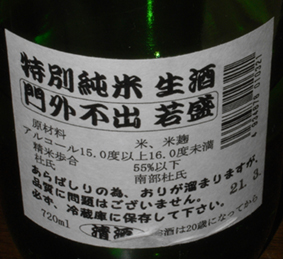 特別純米 生酒
門外不出 若盛
原材料 米、米麹
アルコール15.0度以上16.0度未満
精米歩合 55%以下
杜氏 南部杜氏
あらばしりの為、おりが溜まりますが、
品質に問題はございません。 21.3.
必ず、冷蔵庫に保存して下さい。
720ml 清酒 酒は20歳になってから